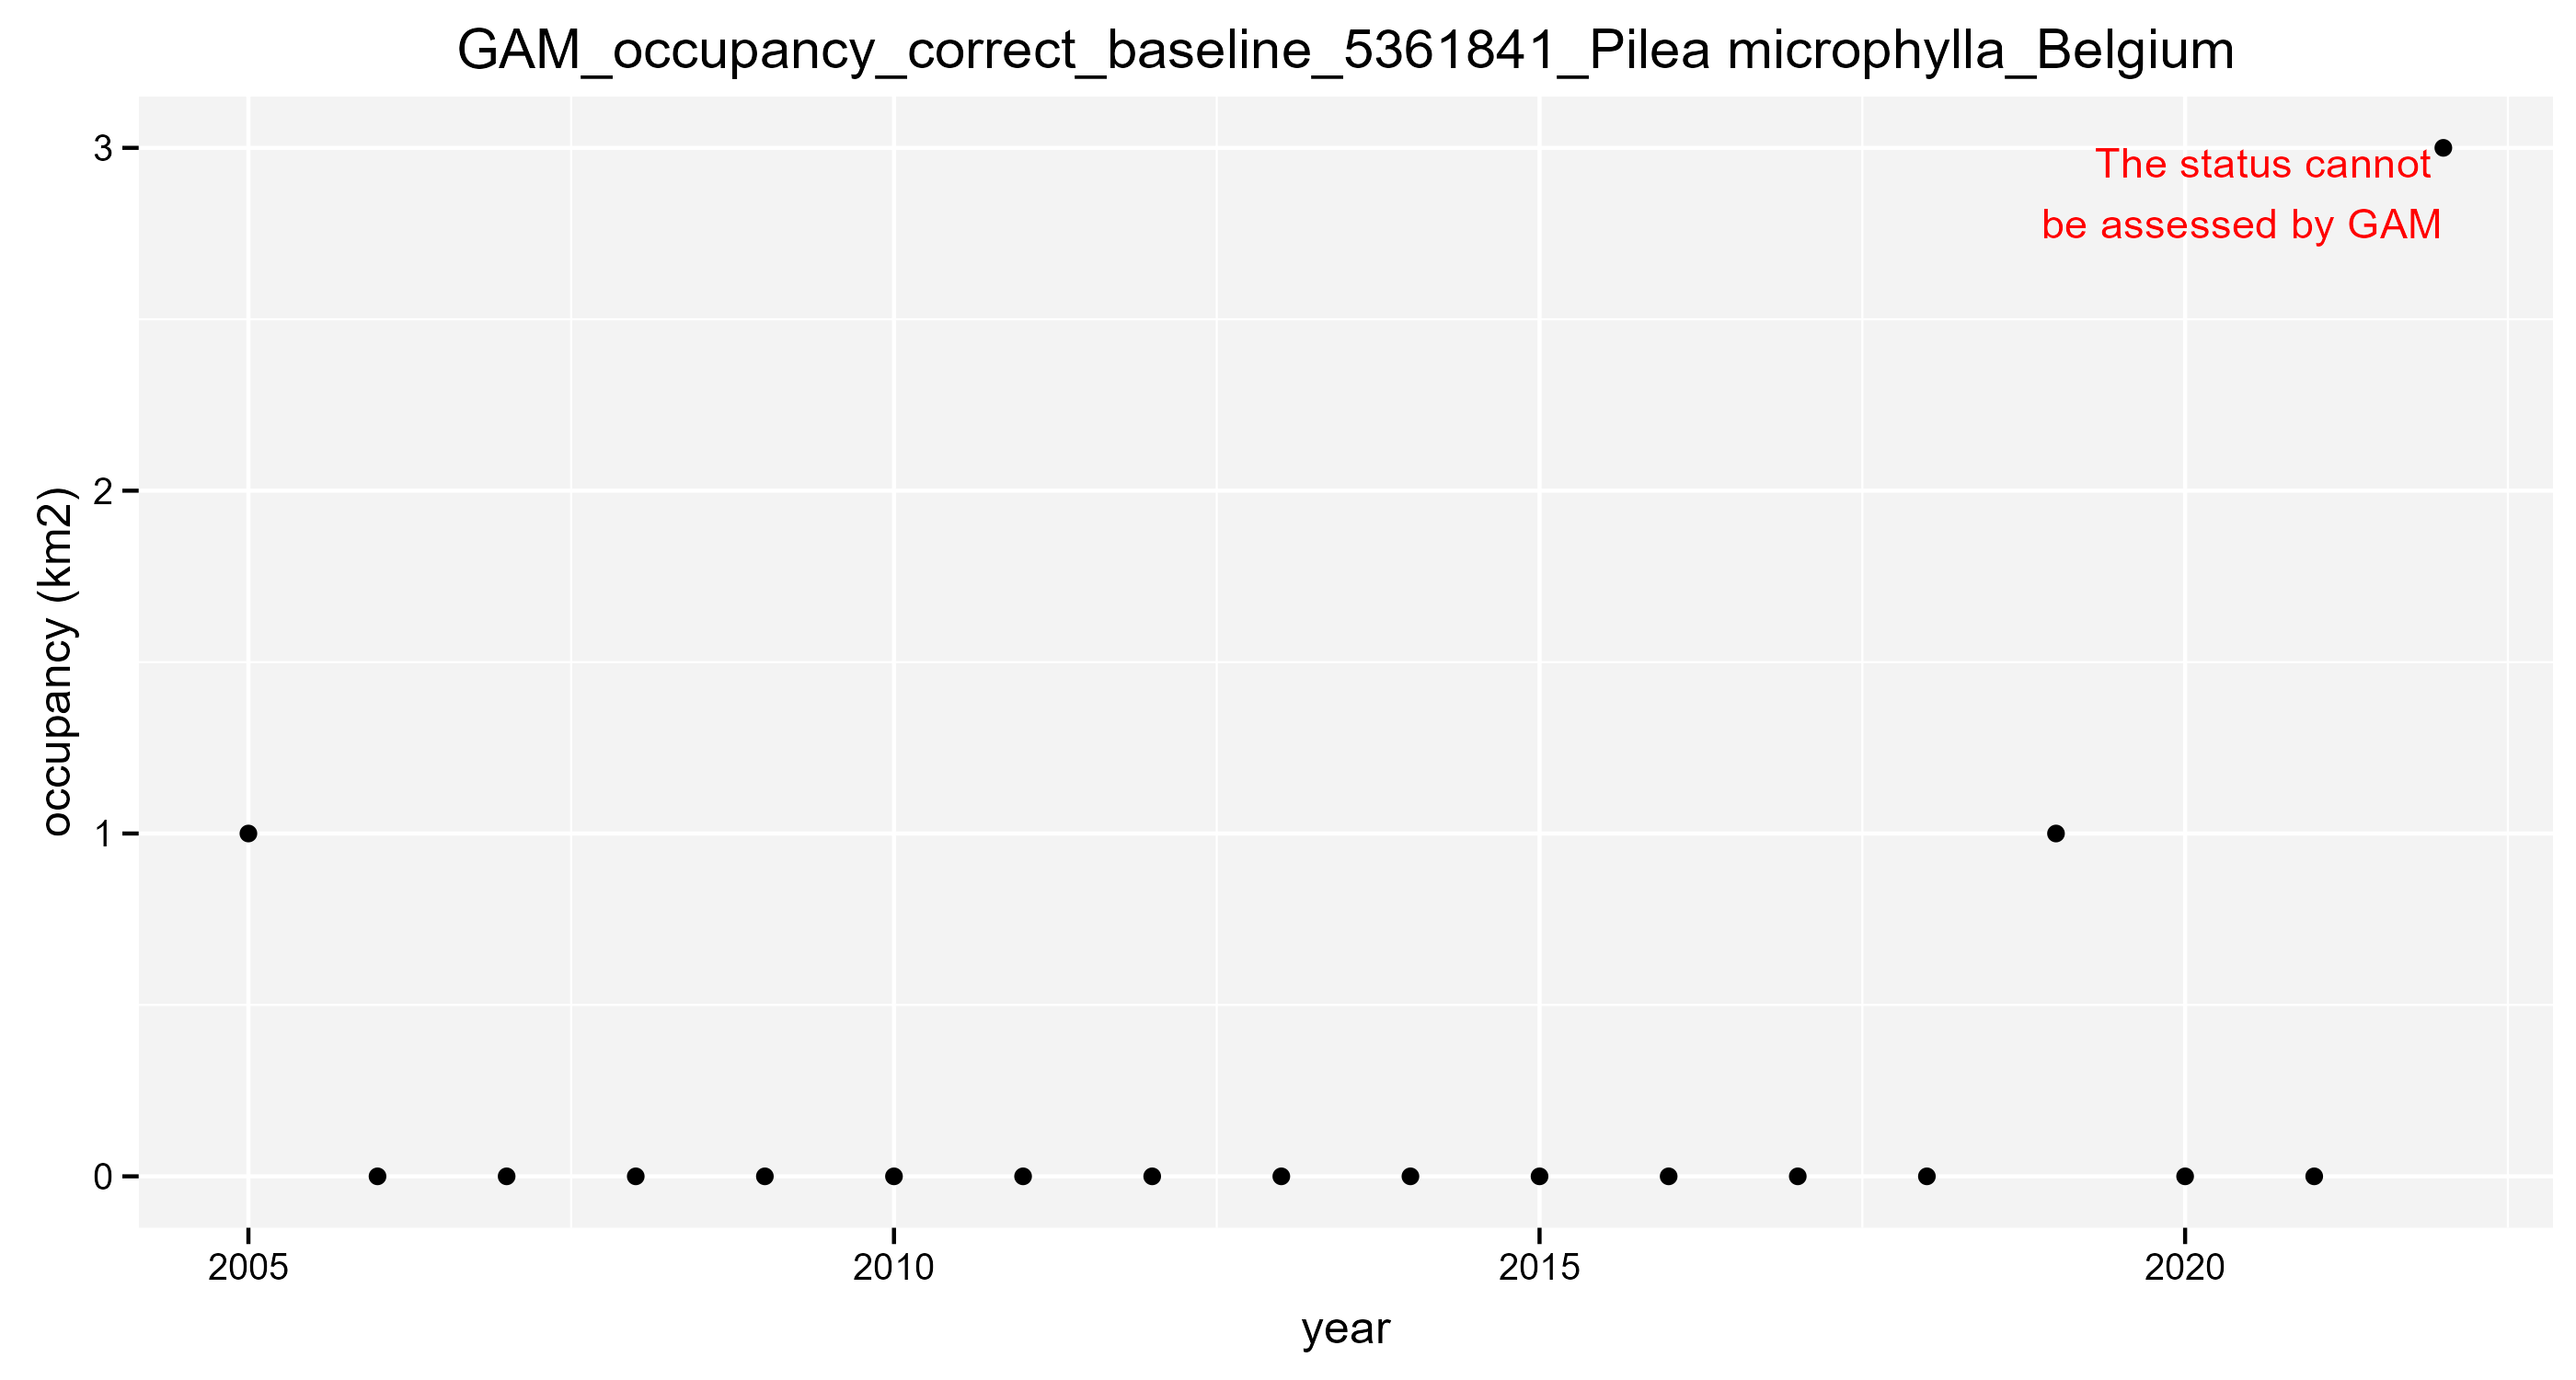 GAM_occupancy_correct_baseline_5361841_Pilea microphylla_Belgium
3
The status cannot
be assessed by GAM
2
occupancy (km2)
1
0
2005 2010 2015 2020
year